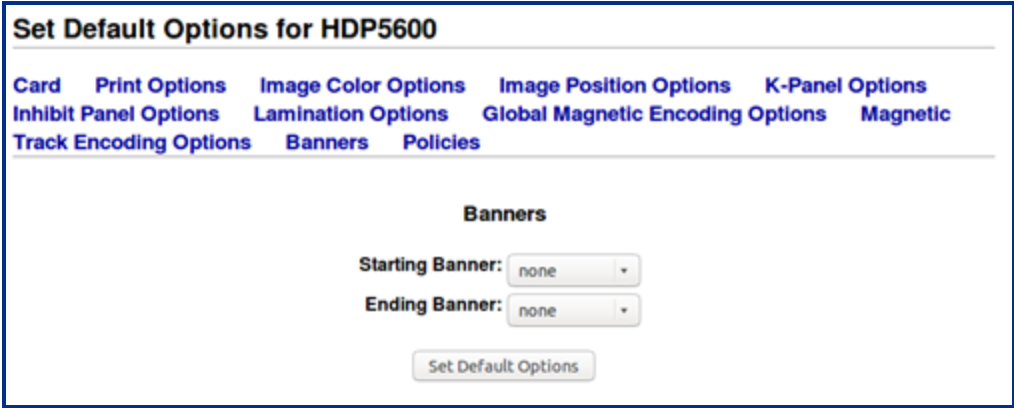 Set Default Options for HDP5600
Card Print Options Image Color Options Image Position Options K-Panel Options
Inhibit Panel Options Lamination Options Global Magnetic Encoding Options Magnetic
Track Encoding Options Banners Policies
Banners
Starting Banner: none
Ending Banner: none
Set Default Options